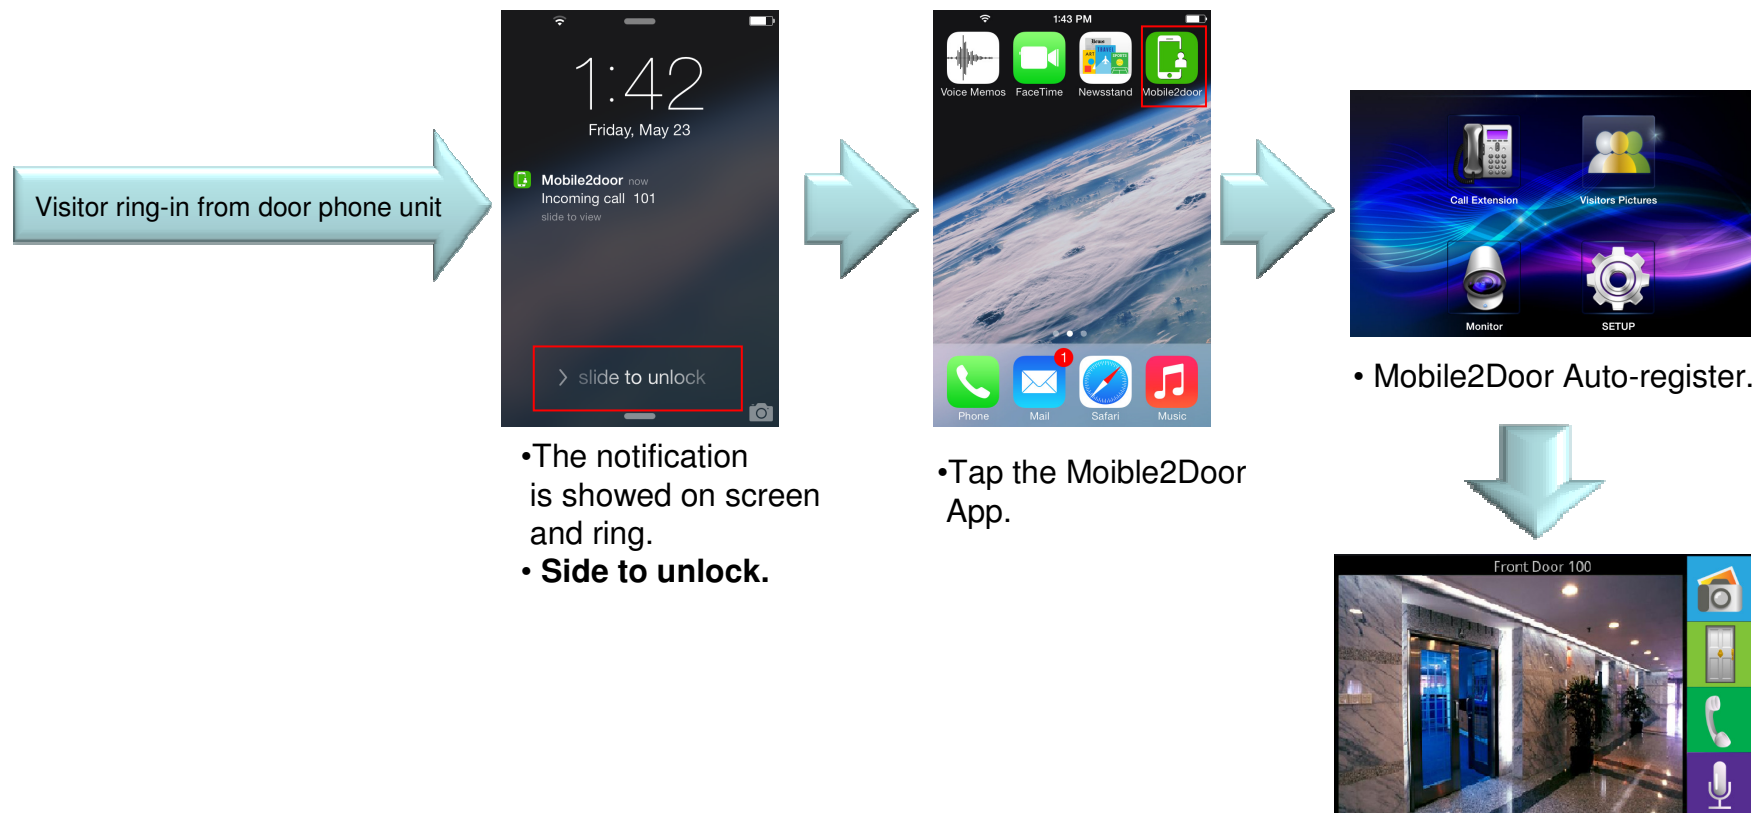 Visitor ring-in from door phone unit
1:42
Friday, May 23
Mobile2door now
Incoming call 101
slide to view
> slide to unlock
•The notification
is showed on screen
and ring.
• Side to unlock.
1:43 PM
Voice Memos FaceTime Newsstand Mobile2door
1
Phone Mail Safari Music
•Tap the Moible2Door
App.
Call Extension Visitors Pictures
Monitor SETUP
• Mobile2Door Auto-register.
Front Door 100